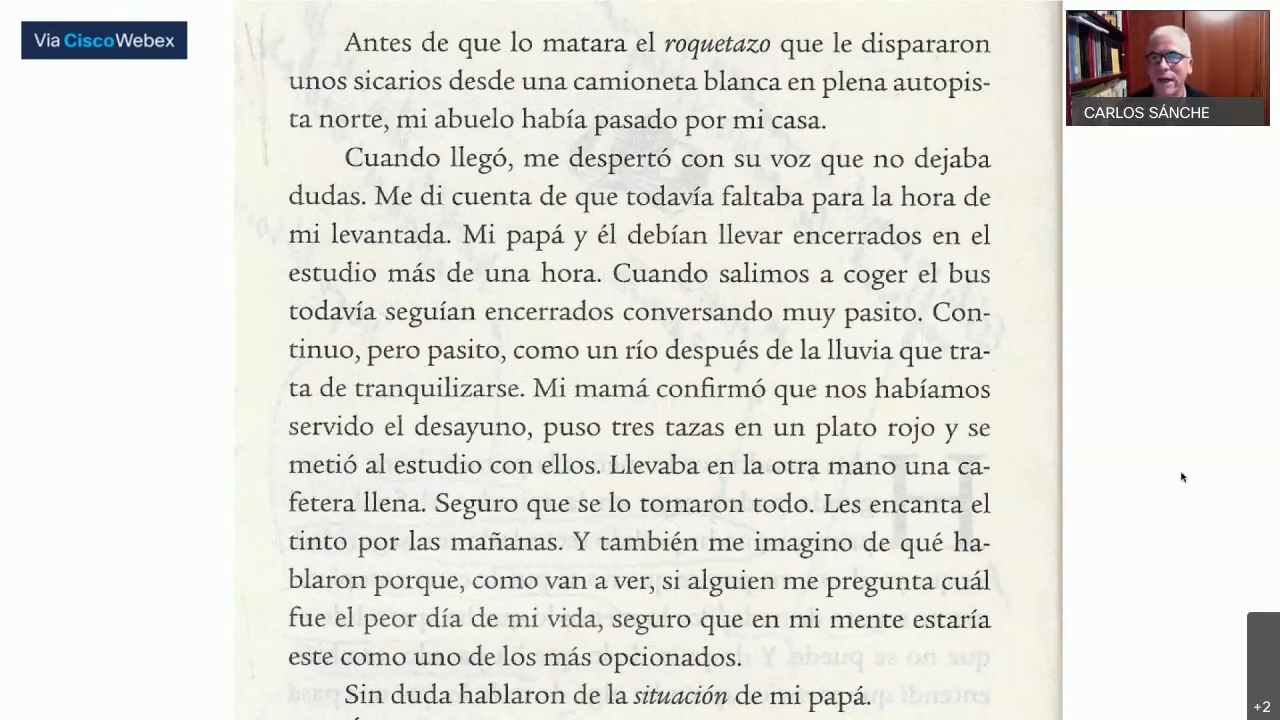 Vía Cisco Webex
Antes de que lo matara el roquetazo que le dispararon
unos sicarios desde una camioneta blanca en plena autopis-
ta norte, mi abuelo había pasado por mi casa.
Cuando llegó, me despertó con su voz que no dejaba
dudas. Me di cuenta de que todavía faltaba para la hora de
mi levantada. Mi papá y él debían llevar encerrados en el
estudio más de una hora. Cuando salimos a coger el bus
todavía seguían encerrados conversando muy pasito. Con-
tinuo, pero pasito, como un río después de la lluvia que tra-
ta de tranquilizarse. Mi mamá confirmó que nos habíamos
servido el desayuno, puso tres tazas en un plato rojo y se
metió al estudio con ellos. Llevaba en la otra mano una ca-
fetera llena. Seguro que se lo tomaron todo. Les encanta el
tinto por las mañanas. Y también me imagino de qué ha-
blaron porque, como van a ver, si alguien me pregunta cuál
fue el peor día de mi vida, seguro que en mi mente estaría
este como uno de los más opcionados.
Sin duda hablaron de la situación de mi papá.
CARLOS SÁNCHE
+2